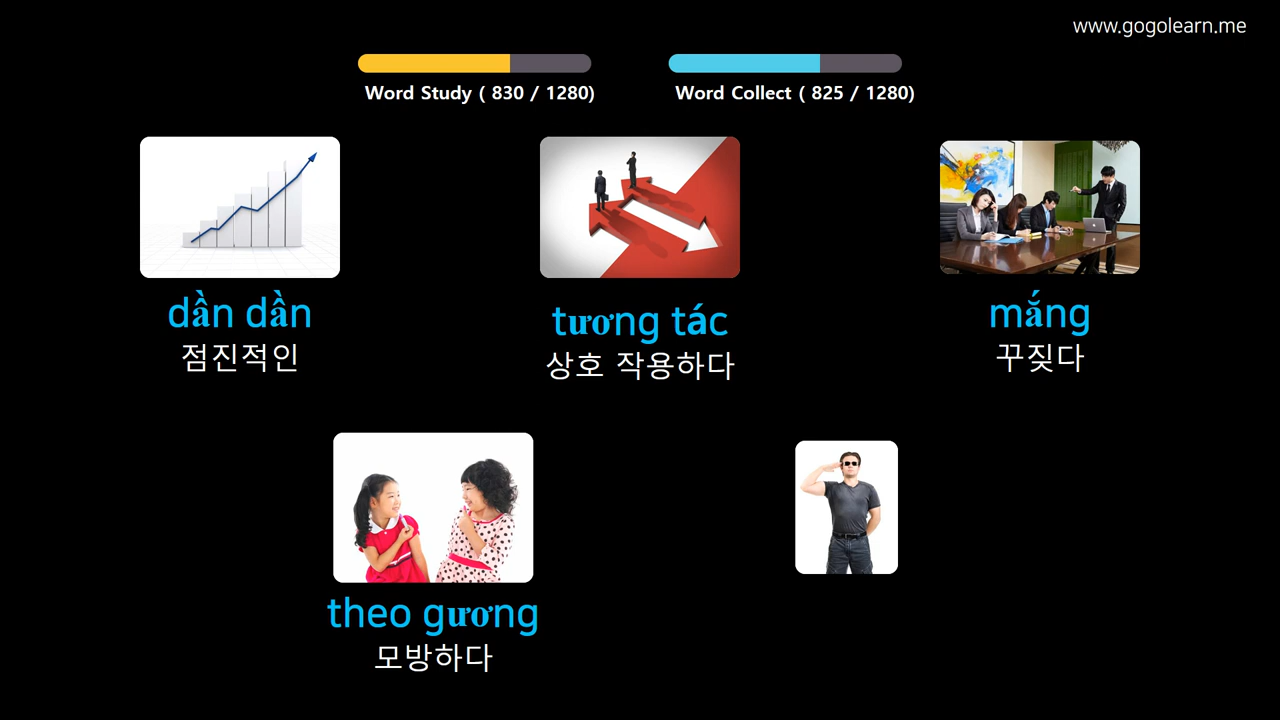 www.gogolearn.me
Word Study ( 830 / 1280)
Word Collect ( 825 / 1280)
dần dần
점진적인
tương tác
상호 작용하다
mắng
꾸짖다
theo gương
모방하다